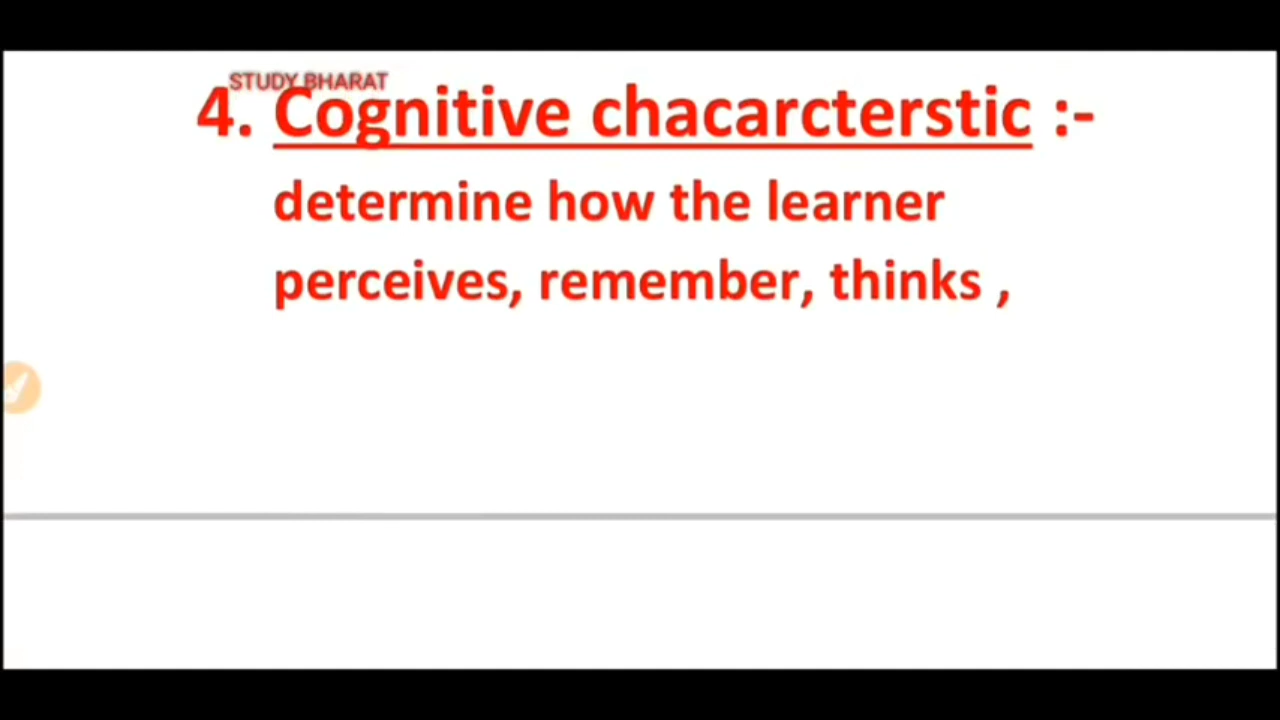 STUDY BHARAT
4. Cognitive chacarcterstic :-
determine how the learner
perceives, remember, thinks ,